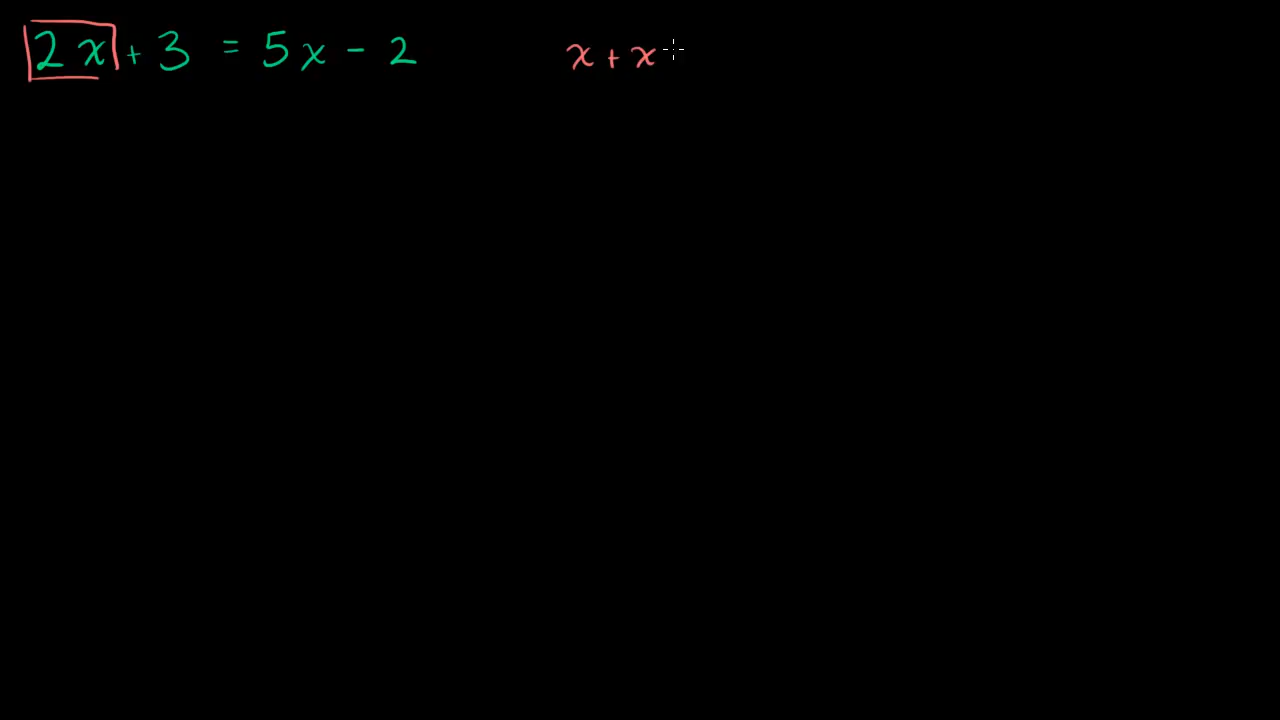 2x + 3 = 5x - 2 x + x